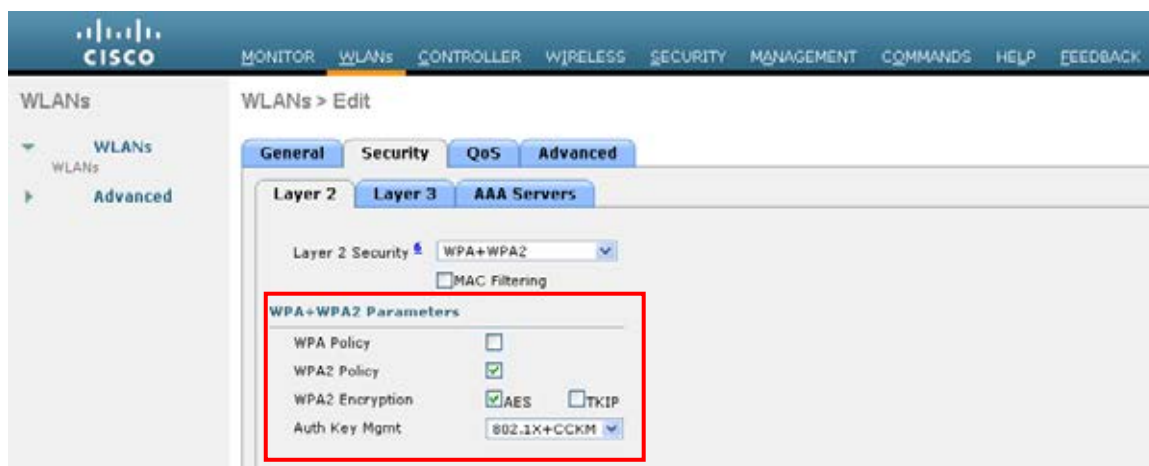 CISCO
MONITOR WLANs CONTROLLER WIRELESS SECURITY MANAGEMENT COMMANDS HELP FEEDBACK
WLANs
WLANs > Edit
WLANs
WLANs
Advanced
General Security QoS Advanced
Layer 2 Layer 3 AAA Servers
Layer 2 Security 6 WPA+WPA2
MAC Filtering
WPA+WPA2 Parameters
WPA Policy
WPA2 Policy
WPA2 Encryption AES TKIP
Auth Key Mgmt 802.1X+CCKM